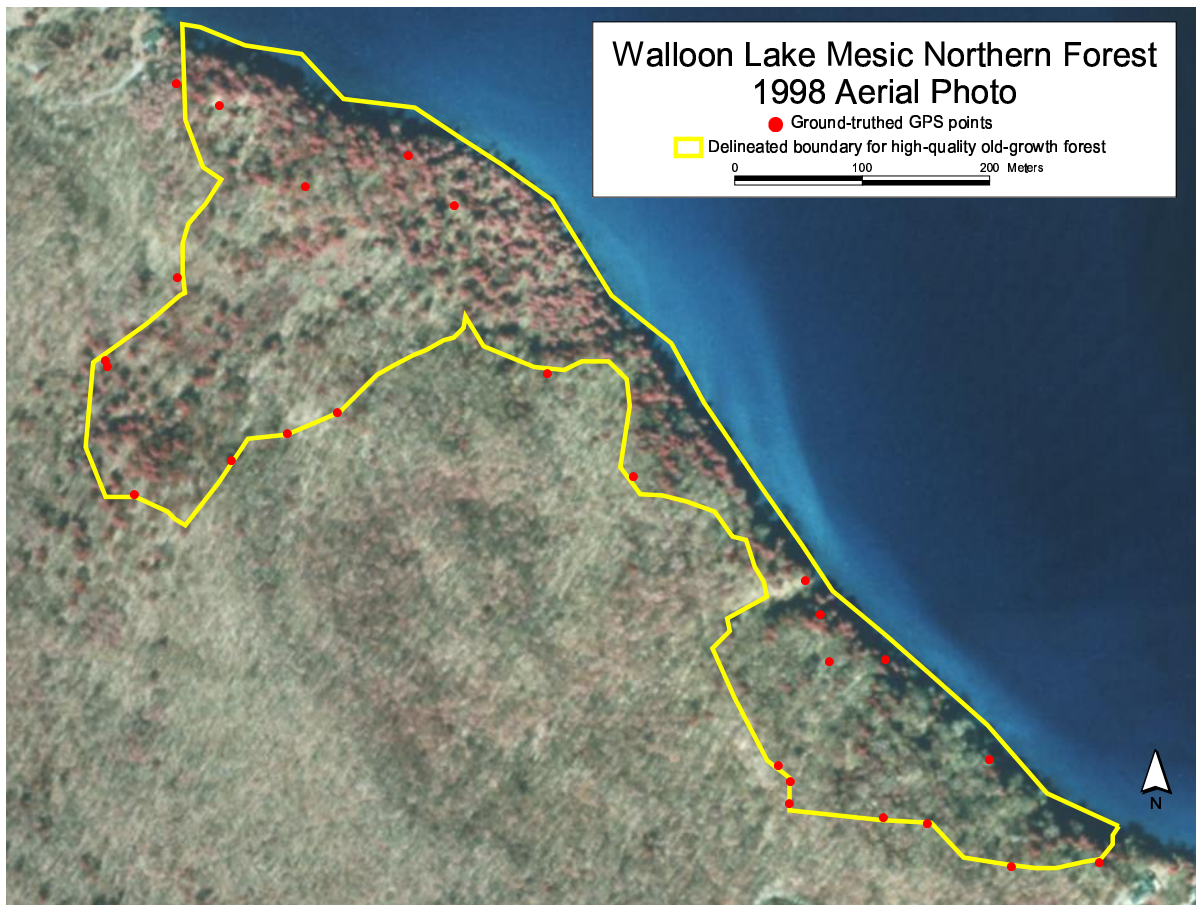 Walloon Lake Mesic Northern Forest
1998 Aerial Photo
Ground-truthed GPS points
Delineated boundary for high-quality old-growth forest
0 100 200 Meters
N